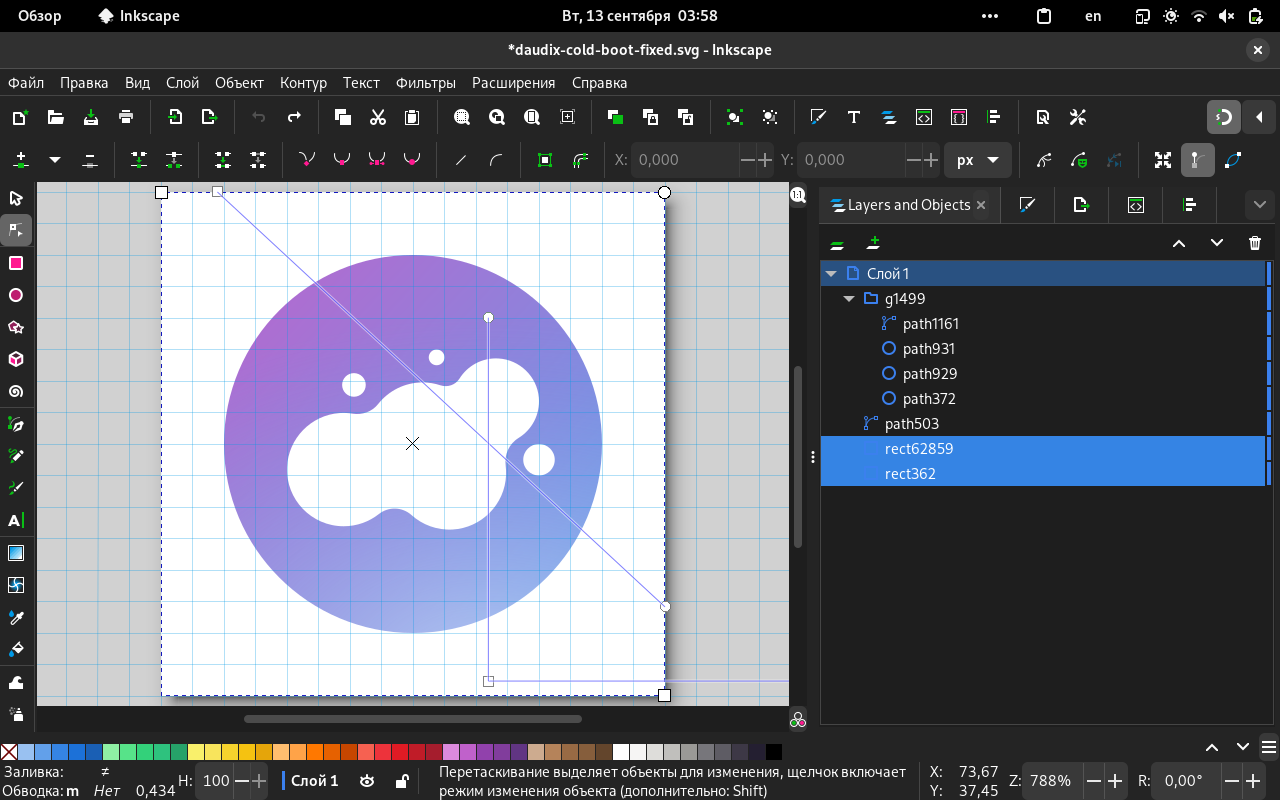 Обзор
Inkscape
Вт, 13 сентября 03:58
en
*daudix-cold-boot-fixed.svg - Inkscape
Файл Правка Вид Слой Объект Контур Текст Фильтры Расширения Справка
X: 0,000 Y: 0,000 px
1:1
Layers and Objects
Слой 1
g1499
path1161
path931
path929
path372
path503
rect62859
rect362
Заливка: ≠
Обводка: m Нет 0,434
Н: 100
Слой 1
Перетаскивание выделяет объекты для изменения, щелчок включает
режим изменения объекта (дополнительно: Shift)
X: 73,67
Y: 37,45
Z: 788%
R: 0,00°